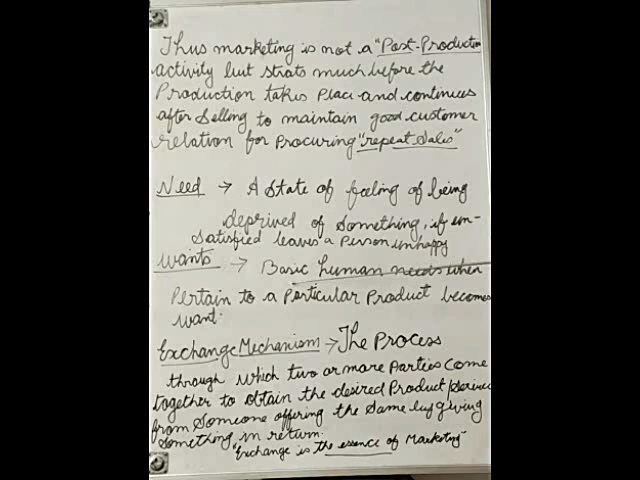 Thus marketing is not a "Post-Production
activity but strats much before the
Production takes Place and continues
after selling to maintain good customer
relation for Procuring "repeat sales"
Need → A State of feeling of being
deprived of something, if un-
satisfied leaves a Person unhappy
wants → Basic human needs when
Pertain to a Particular Product becomes
want.
Exchange Mechanism → The Process
through which two or more Parties come
together to obtain the desired Product/service
from someone offering the same by giving
something in return.
"Exchange is the essence of Marketing"